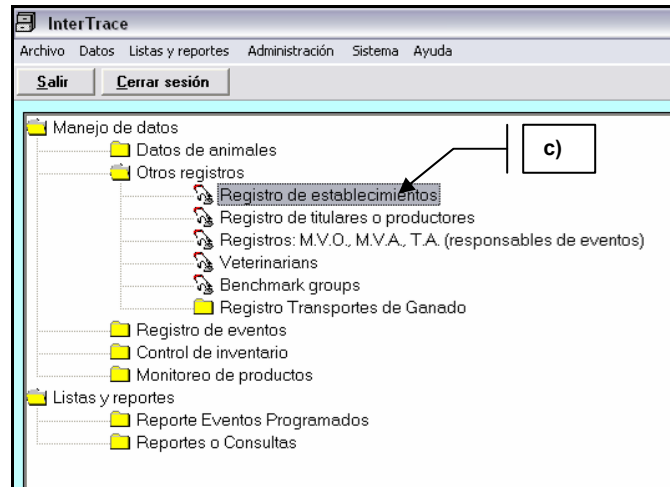 InterTrace
Archivo Datos Listas y reportes Administración Sistema Ayuda
Salir Cerrar sesión
Manejo de datos
c)
Datos de animales
Otros registros
Registro de establecimientos
Registro de titulares o productores
Registros: M.V.O., M.V.A., T.A. (responsables de eventos)
Veterinarians
Benchmark groups
Registro Transportes de Ganado
Registro de eventos
Control de inventario
Monitoreo de productos
Listas y reportes
Reporte Eventos Programados
Reportes o Consultas